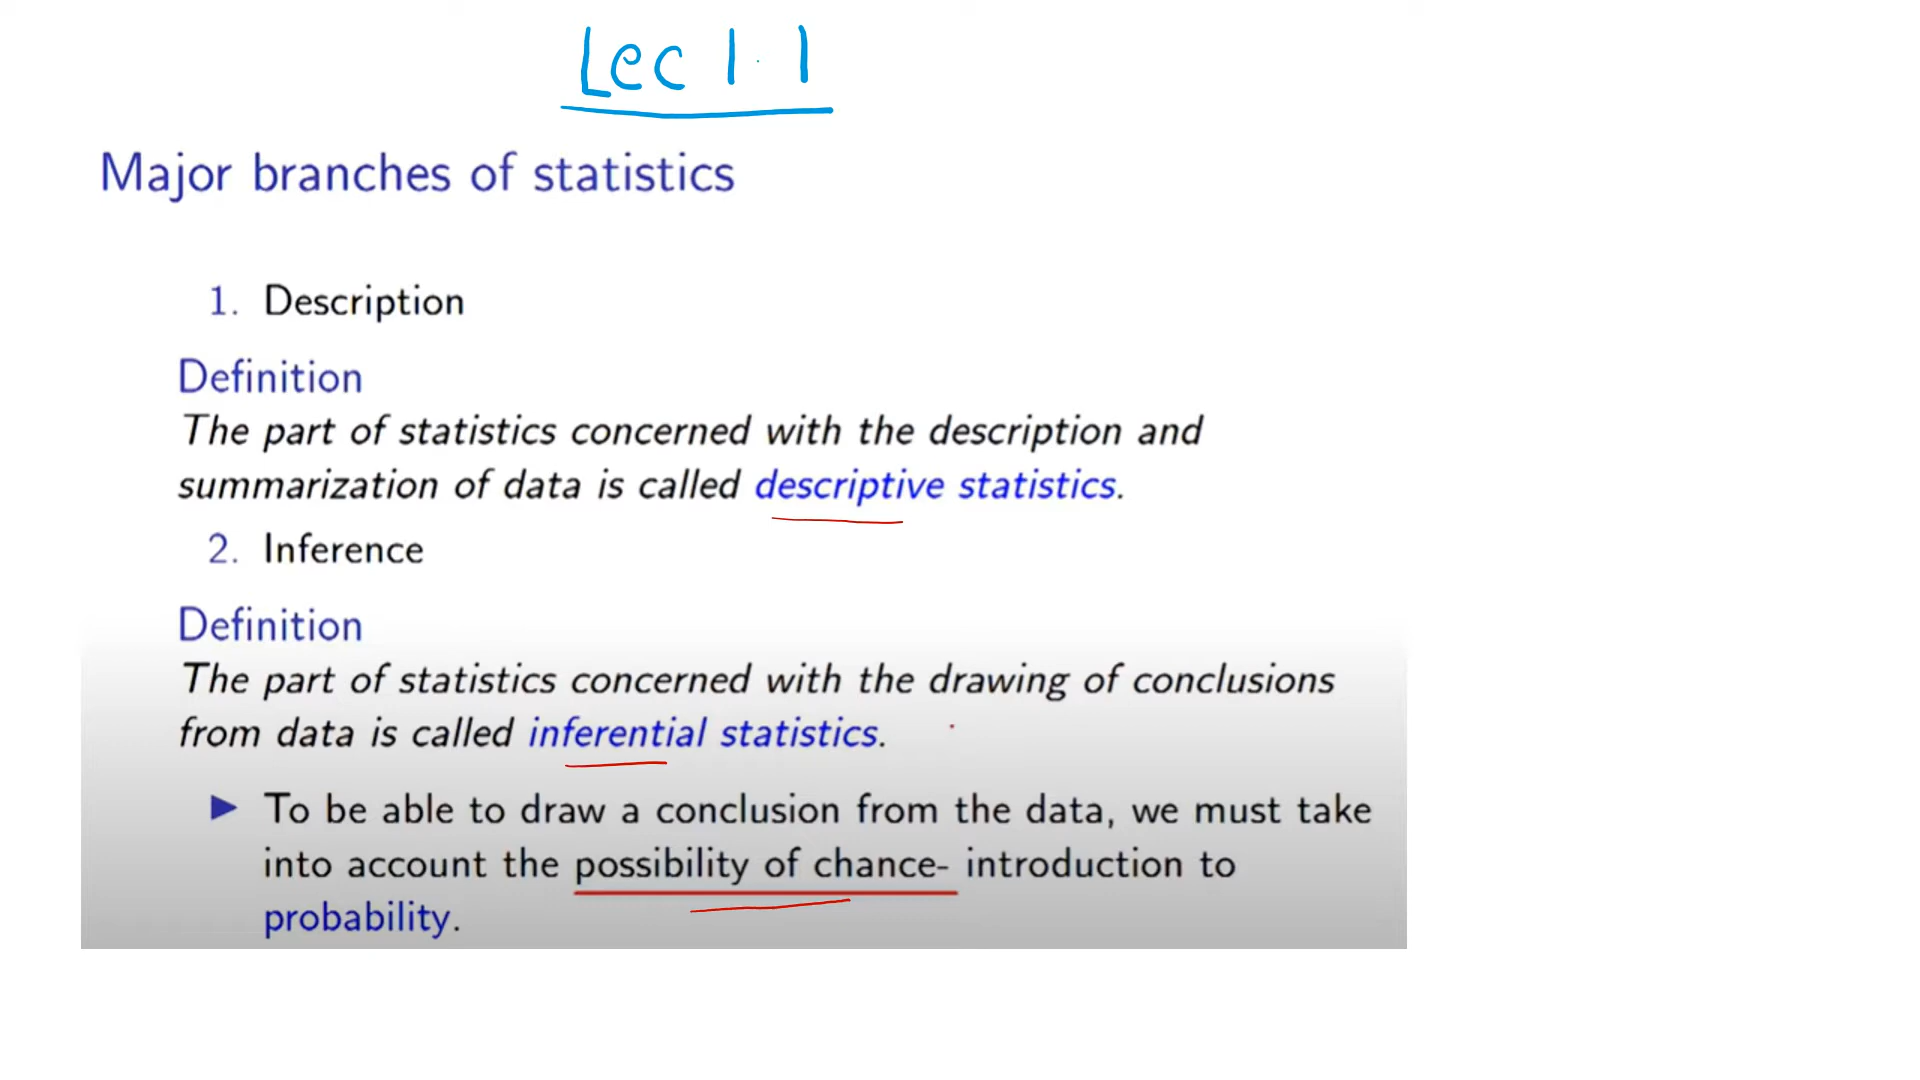 Lec 1.1
Major branches of statistics
1. Description
Definition
The part of statistics concerned with the description and
summarization of data is called descriptive statistics.
2. Inference
Definition
The part of statistics concerned with the drawing of conclusions
from data is called inferential statistics.
▶ To be able to draw a conclusion from the data, we must take
into account the possibility of chance- introduction to
probability.